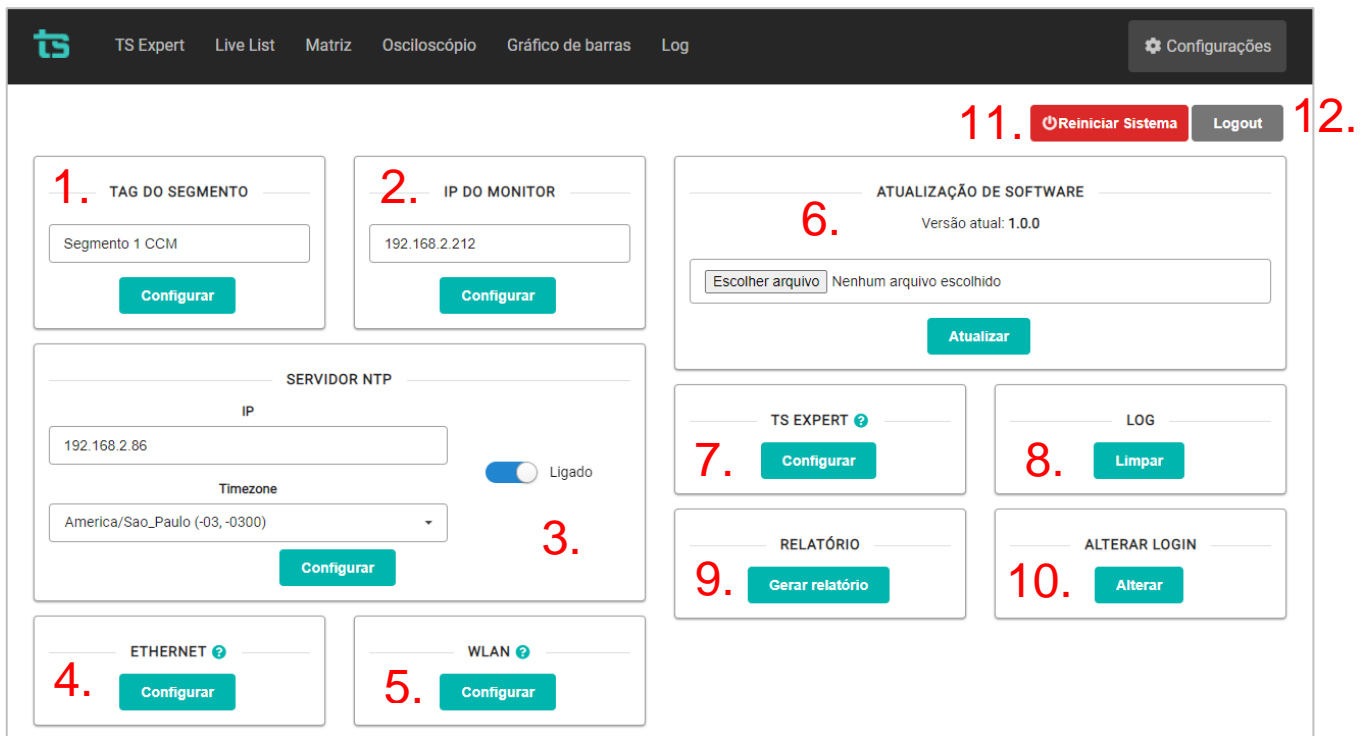 ts TS Expert Live List Matriz Osciloscópio Gráfico de barras Log Configurações
11. Reiniciar Sistema Logout 12.
1. TAG DO SEGMENTO
Segmento 1 CCM
Configurar
2. IP DO MONITOR
192.168.2.212
Configurar
SERVIDOR NTP
IP
192.168.2.86
Ligado
Timezone
America/Sao_Paulo (-03, -0300)
3.
Configurar
ETHERNET ?
4. Configurar
WLAN ?
5. Configurar
ATUALIZAÇÃO DE SOFTWARE
6. Versão atual: 1.0.0
Escolher arquivo Nenhum arquivo escolhido
Atualizar
TS EXPERT ?
7. Configurar
LOG
8. Limpar
RELATÓRIO
9. Gerar relatório
ALTERAR LOGIN
10. Alterar